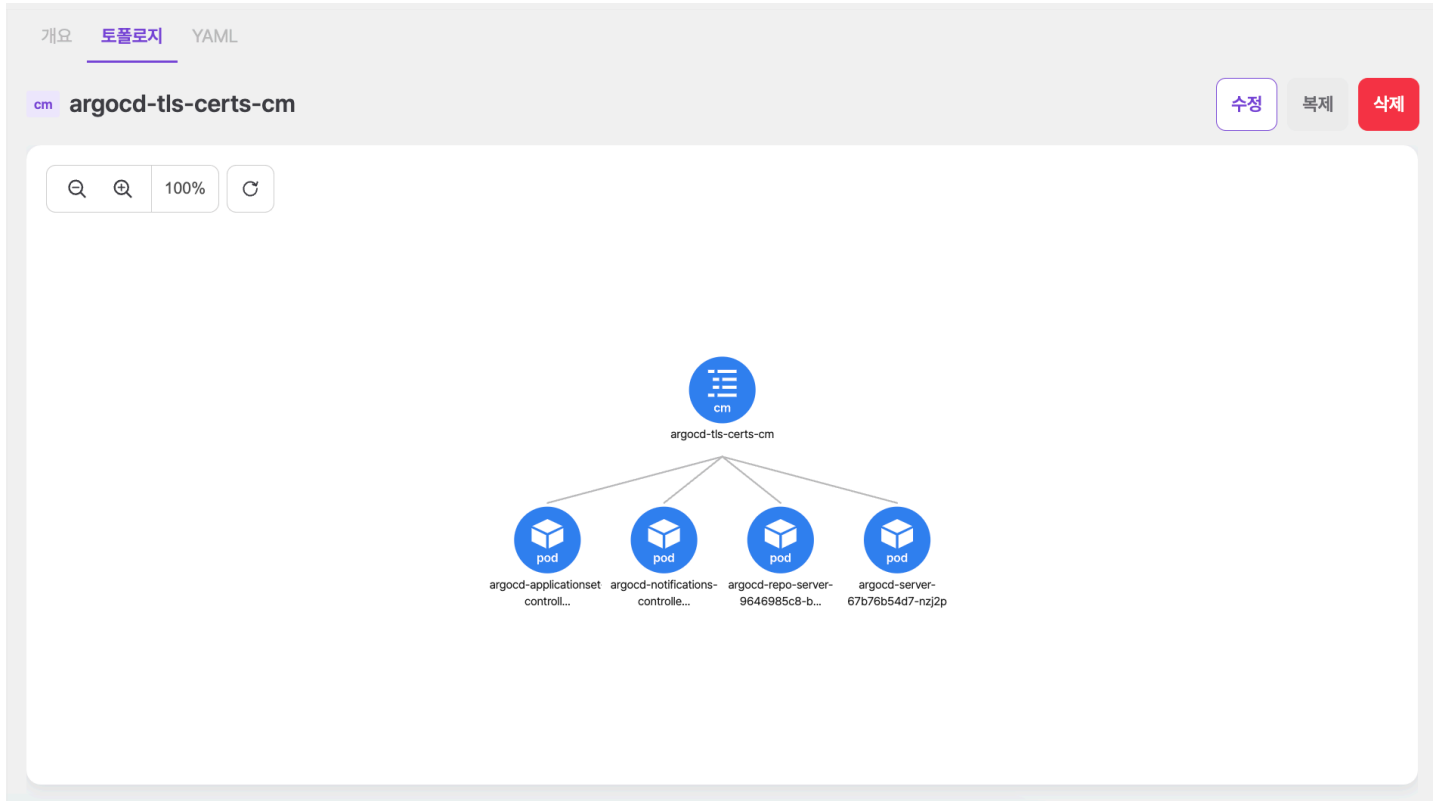 개요 토폴로지 YAML
cm argocd-tls-certs-cm 수정 복제 삭제
100%
cm
argocd-tls-certs-cm
pod pod pod pod
argocd-applicationset argocd-notifications- argocd-repo-server- argocd-server-
controll... controlle... 9646985c8-b... 67b76b54d7-nzj2p